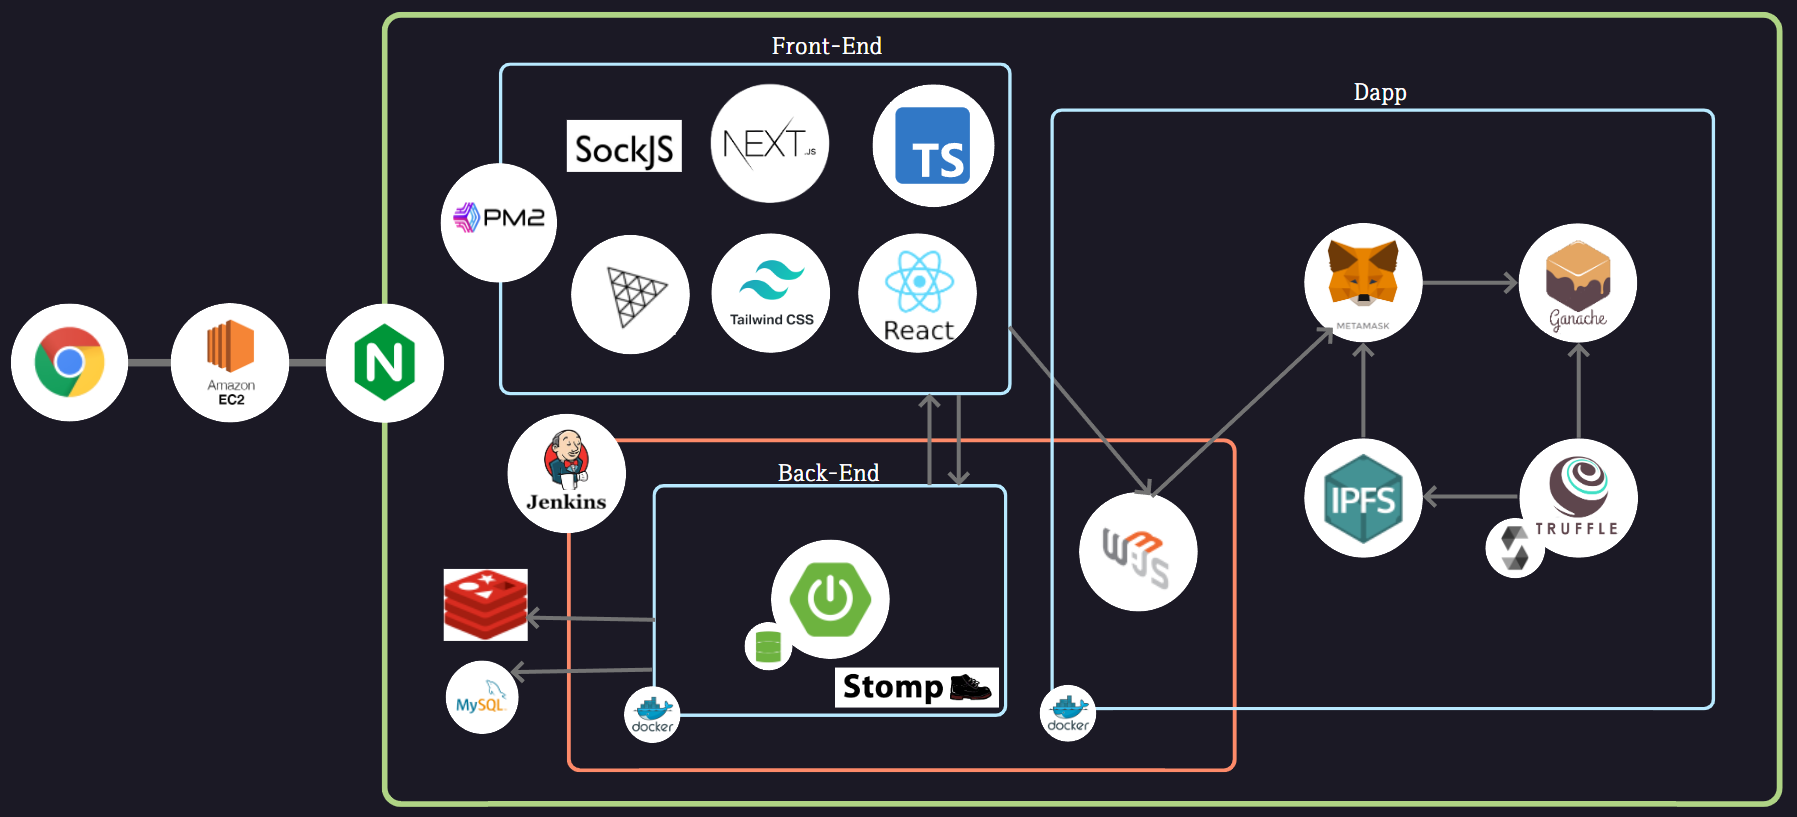 Front-End
SockJS
NEXT.JS
TS
PM2
Tailwind CSS
React
Amazon
EC2
N
Jenkins
Back-End
Stomp
MySQL
docker
Dapp
METAMASK
Ganache
IPFS
TRUFFLE
W3JS
docker